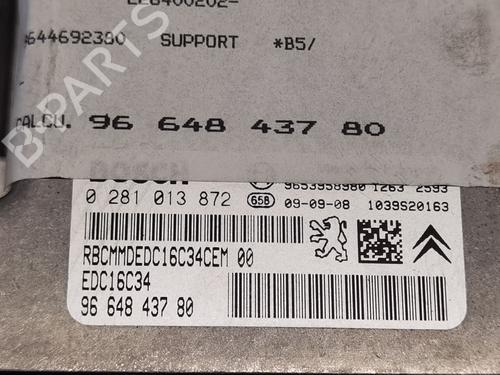 9644692380 SUPPORT *B5/
CALCU. 96 648 437 80
BOSCH
9653958980 1263 2593
0 281 013 872 65B 09-09-08 1039S20163
RBCMMDEDC16C34CEM 00
EDC16C34
96 648 437 80
B-PARTS